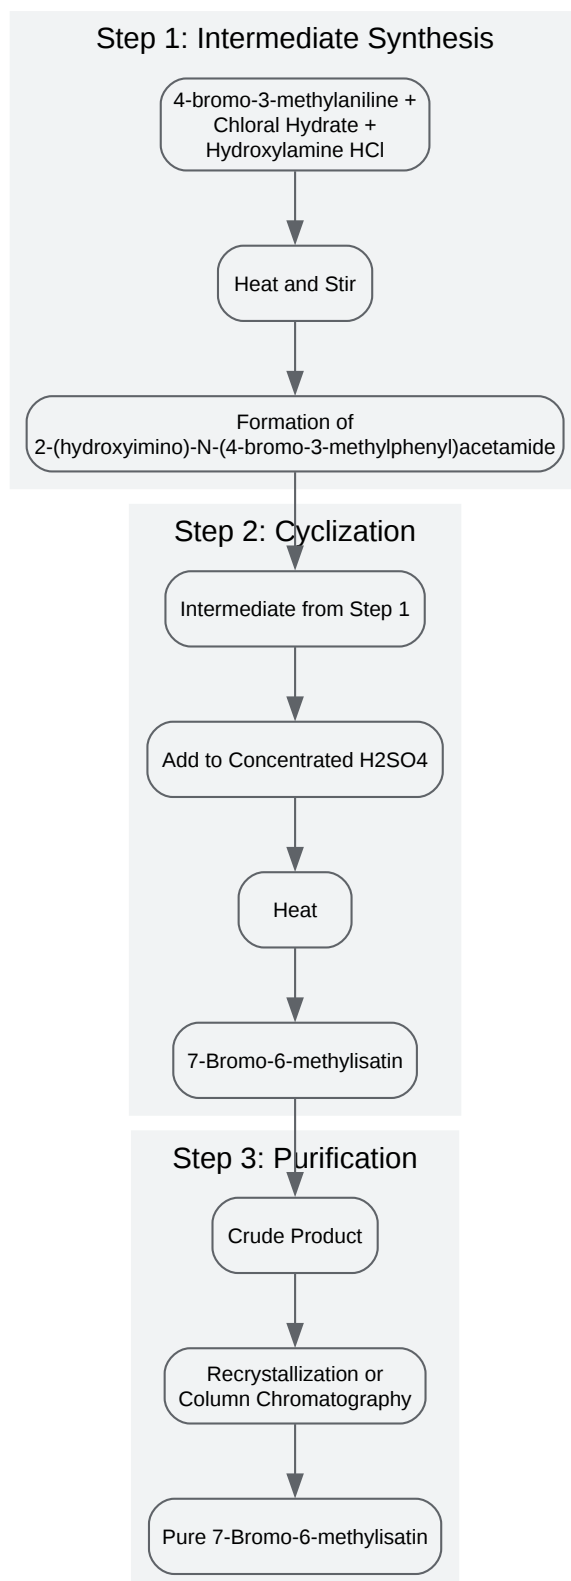 Step 1: Intermediate Synthesis
4-bromo-3-methylaniline +
Chloral Hydrate +
Hydroxylamine HCl
Heat and Stir
Formation of
2-(hydroxyimino)-N-(4-bromo-3-methylphenyl)acetamide
Step 2: Cyclization
Intermediate from Step 1
Add to Concentrated H2SO4
Heat
7-Bromo-6-methylisatin
Step 3: Purification
Crude Product
Recrystallization or
Column Chromatography
Pure 7-Bromo-6-methylisatin